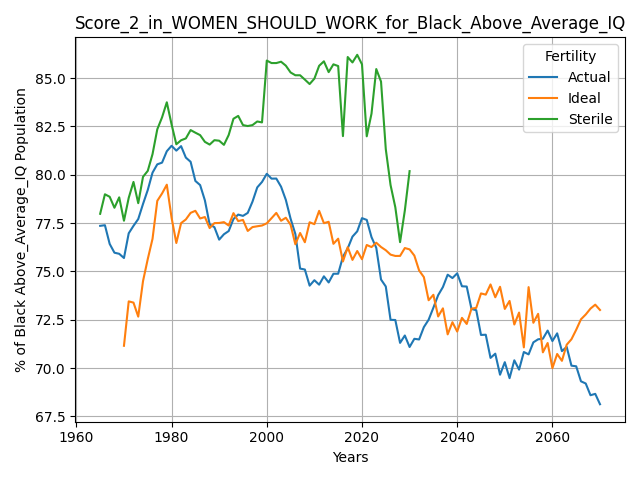 Score_2_in_WOMEN_SHOULD_WORK_for_Black_Above_Average_IQ
% of Black Above_Average_IQ Population
85.0
82.5
80.0
77.5
75.0
72.5
70.0
67.5
Fertility
Actual
Ideal
Sterile
1960
1980
2000
2020
2040
2060
Years